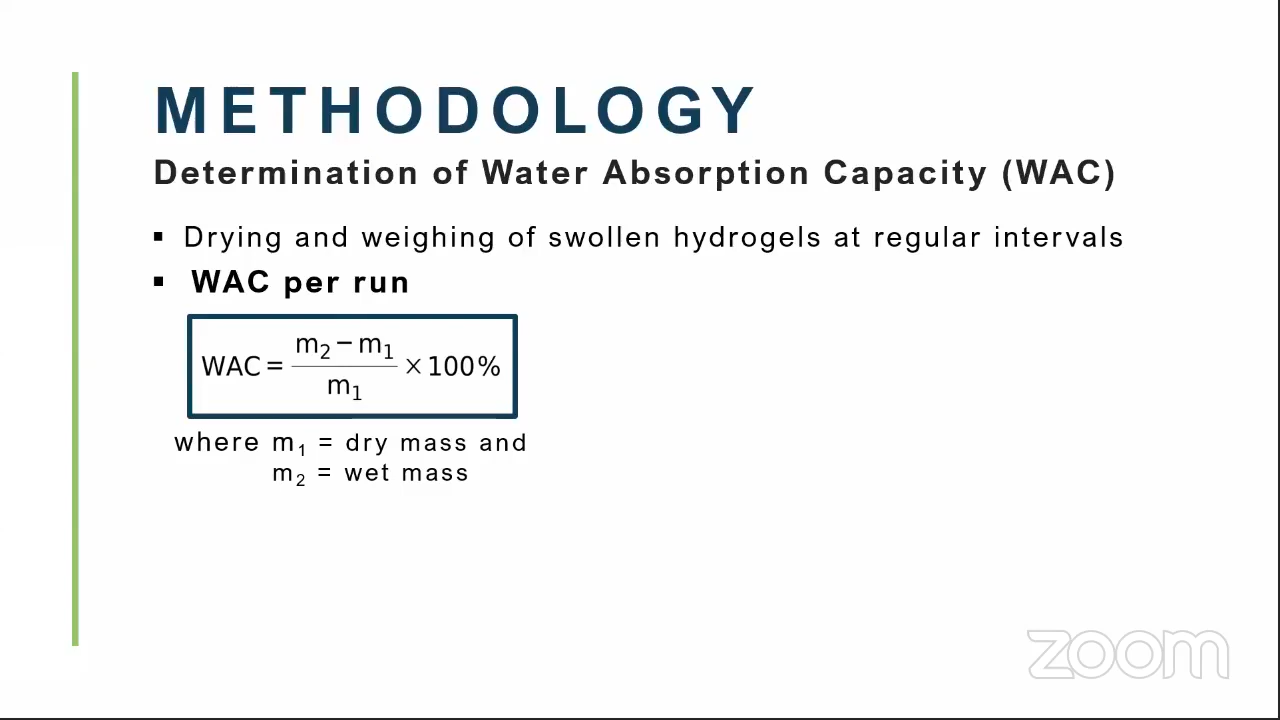 METHODOLOGY
Determination of Water Absorption Capacity (WAC)
▪ Drying and weighing of swollen hydrogels at regular intervals
▪ WAC per run
WAC = (m₂ − m₁) / m₁ × 100%
where m₁ = dry mass and
m₂ = wet mass
zoom